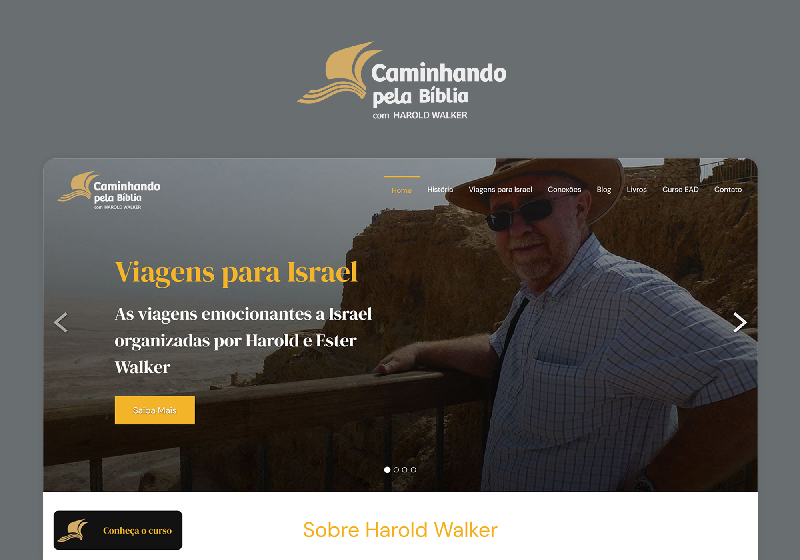 Caminhando
pela Bíblia
com HAROLD WALKER
Caminhando
pela Bíblia
com HAROLD WALKER
Home História Viagens para Israel Conexões Blog Livros Curso EAD Contato
Viagens para Israel
As viagens emocionantes a Israel
organizadas por Harold e Ester
Walker
Saiba Mais
Conheça o curso
Sobre Harold Walker